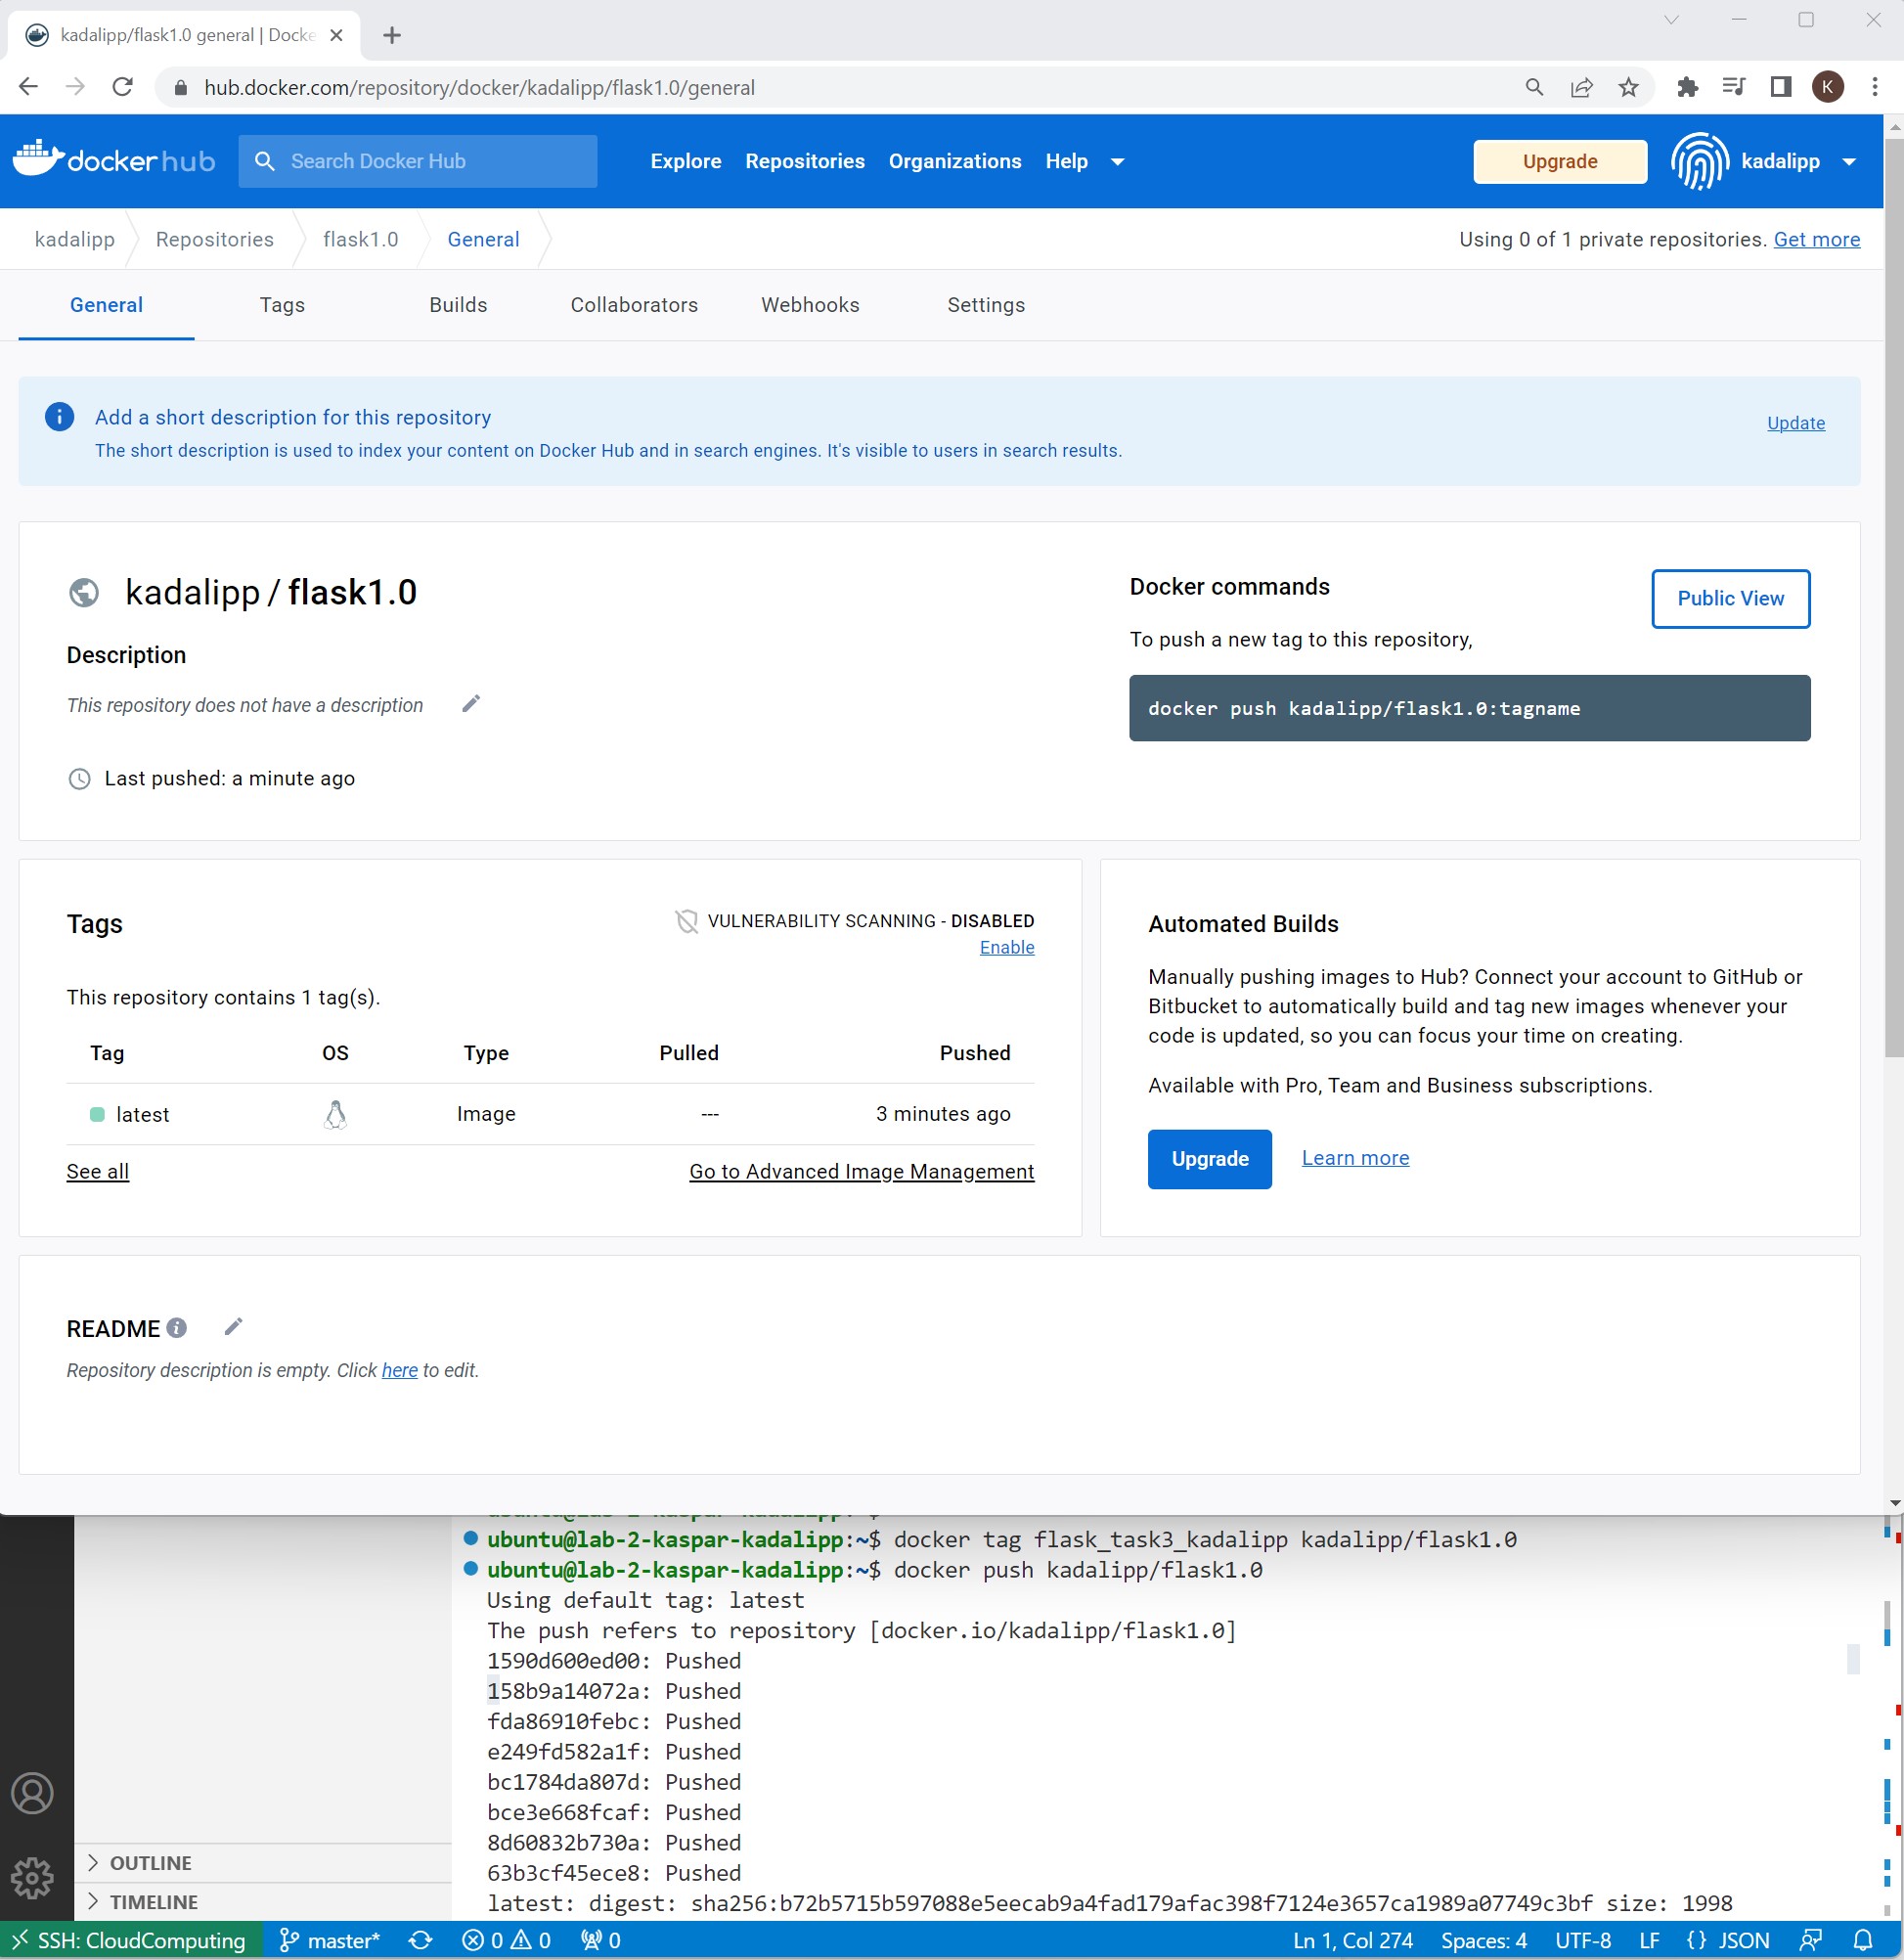 kadalipp/flask1.0 general | Docke
hub.docker.com/repository/docker/kadalipp/flask1.0/general
K
docker hub
Search Docker Hub
Explore Repositories Organizations Help
Upgrade
kadalipp
kadalipp Repositories flask1.0 General
Using 0 of 1 private repositories. Get more
General Tags Builds Collaborators Webhooks Settings
Add a short description for this repository
Update
The short description is used to index your content on Docker Hub and in search engines. It's visible to users in search results.
kadalipp / flask1.0
Description
This repository does not have a description
Last pushed: a minute ago
Docker commands
Public View
To push a new tag to this repository,
docker push kadalipp/flask1.0:tagname
Tags
VULNERABILITY SCANNING - DISABLED
Enable
This repository contains 1 tag(s).
Tag OS Type Pulled Pushed
latest Image --- 3 minutes ago
See all Go to Advanced Image Management
Automated Builds
Manually pushing images to Hub? Connect your account to GitHub or
Bitbucket to automatically build and tag new images whenever your
code is updated, so you can focus your time on creating.
Available with Pro, Team and Business subscriptions.
Upgrade Learn more
README
Repository description is empty. Click here to edit.
ubuntu@lab-2-kaspar-kadalipp:~$ docker tag flask_task3_kadalipp kadalipp/flask1.0
ubuntu@lab-2-kaspar-kadalipp:~$ docker push kadalipp/flask1.0
Using default tag: latest
The push refers to repository [docker.io/kadalipp/flask1.0]
1590d600ed00: Pushed
158b9a14072a: Pushed
fda86910febc: Pushed
e249fd582a1f: Pushed
bc1784da807d: Pushed
bce3e668fcaf: Pushed
8d60832b730a: Pushed
63b3cf45ece8: Pushed
latest: digest: sha256:b72b5715b597088e5eecab9a4fad179afac398f7124e3657ca1989a07749c3bf size: 1998
OUTLINE
TIMELINE
SSH: CloudComputing master* 0 0 0 Ln 1, Col 274 Spaces: 4 UTF-8 LF {} JSON